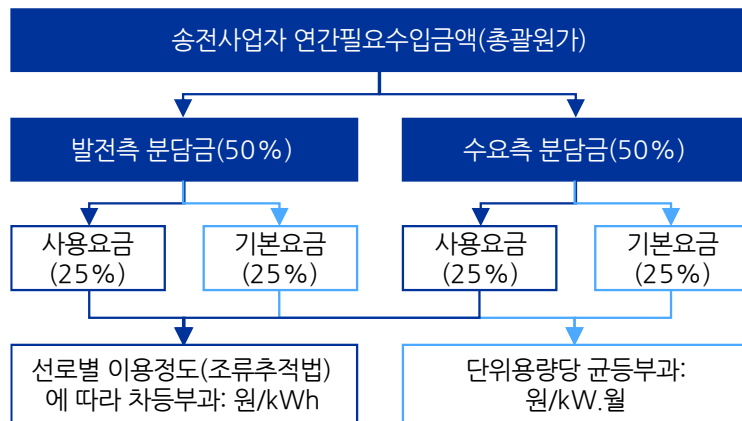 송전사업자 연간필요수입금액(총괄원가)
발전측 분담금(50%)
수요측 분담금(50%)
사용요금
(25%)
기본요금
(25%)
사용요금
(25%)
기본요금
(25%)
선로별 이용정도(조류추적법)
에 따라 차등부과: 원/kWh
단위용량당 균등부과:
원/kW.월